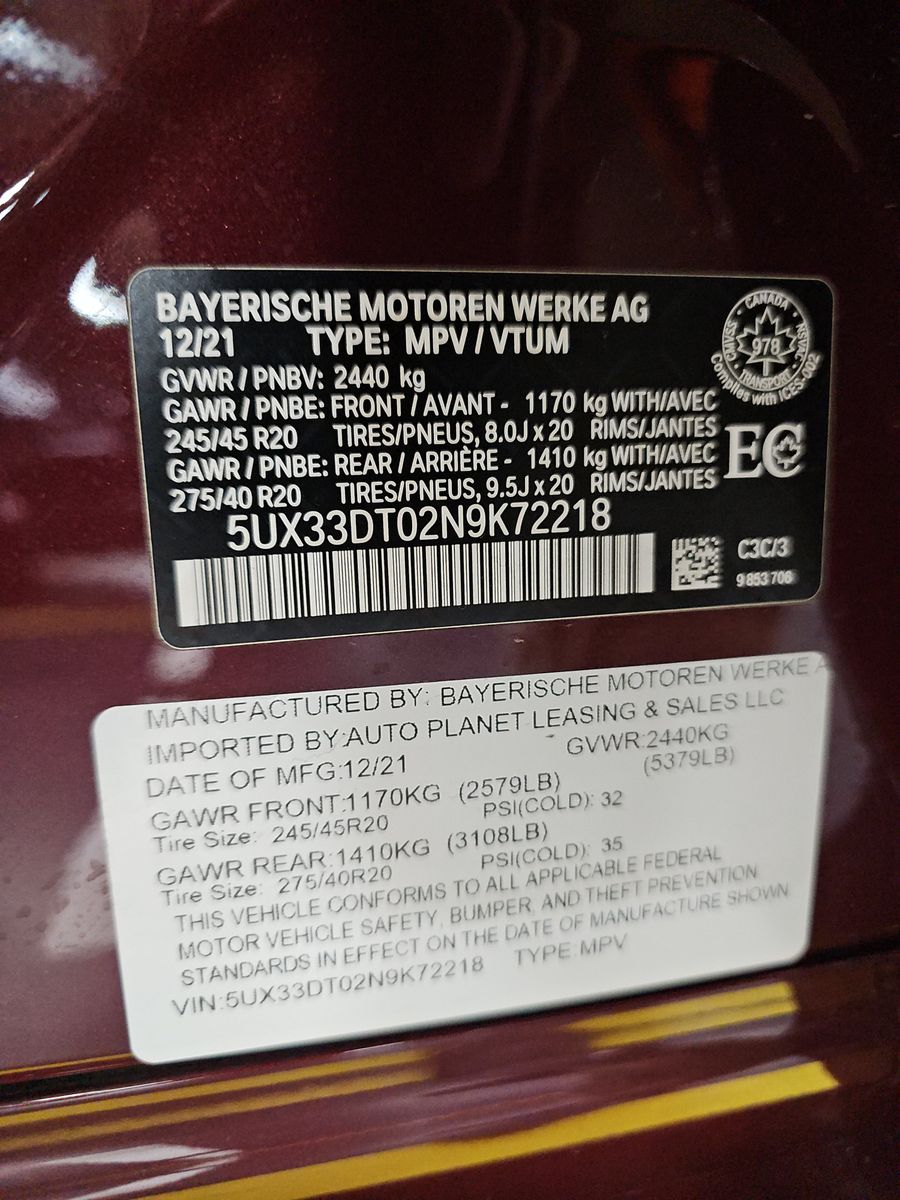 BAYERISCHE MOTOREN WERKE AG
12/21 TYPE: MPV / VTUM
GVWR / PNBV: 2440 kg
GAWR / PNBE: FRONT / AVANT - 1170 kg WITH/AVEC
245/45 R20 TIRES/PNEUS, 8.0J x 20 RIMS/JANTES
GAWR / PNBE: REAR / ARRIÈRE - 1410 kg WITH/AVEC
275/40 R20 TIRES/PNEUS, 9.5J x 20 RIMS/JANTES
5UX33DT02N9K72218
CANADA
CMVSS 978 NSVAC
TRANSPORT
Complies with ICES-002
EC
C3C/3
9 853 706
MANUFACTURED BY: BAYERISCHE MOTOREN WERKE A
IMPORTED BY:AUTO PLANET LEASING & SALES LLC
DATE OF MFG:12/21 GVWR:2440KG
(5379LB)
GAWR FRONT:1170KG (2579LB)
Tire Size: 245/45R20 PSI(COLD): 32
GAWR REAR:1410KG (3108LB)
Tire Size: 275/40R20 PSI(COLD): 35
THIS VEHICLE CONFORMS TO ALL APPLICABLE FEDERAL
MOTOR VEHICLE SAFETY, BUMPER, AND THEFT PREVENTION
STANDARDS IN EFFECT ON THE DATE OF MANUFACTURE SHOWN
VIN:5UX33DT02N9K72218 TYPE:MPV